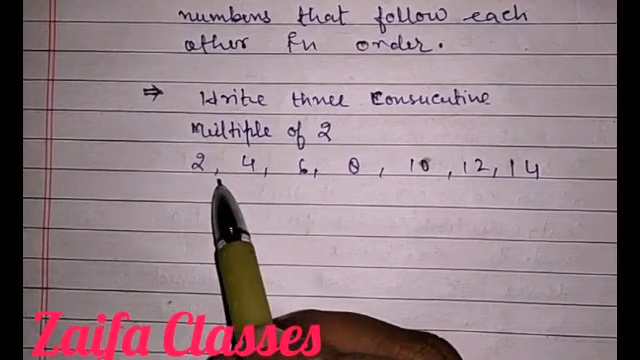 numbers that follow each
other in order.
⇒ Write three Consucutive
Multiple of 2
2, 4, 6, 8, 10, 12, 14
Zaifa Classes